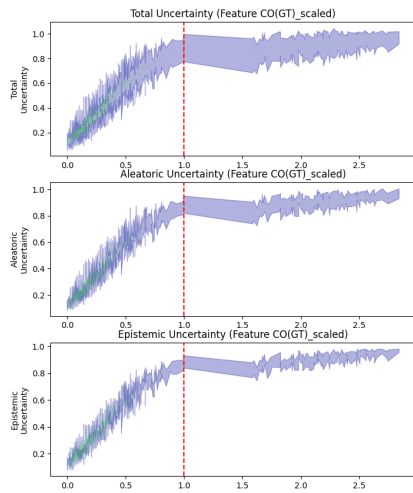 Total Uncertainty (Feature CO(GT)_scaled)
Total
Uncertainty
1.0
0.8
0.6
0.4
0.2
0.0 0.5 1.0 1.5 2.0 2.5
Aleatoric Uncertainty (Feature CO(GT)_scaled)
Aleatoric
Uncertainty
1.0
0.8
0.6
0.4
0.2
0.0 0.5 1.0 1.5 2.0 2.5
Epistemic Uncertainty (Feature CO(GT)_scaled)
Epistemic
Uncertainty
1.0
0.8
0.6
0.4
0.2
0.0 0.5 1.0 1.5 2.0 2.5